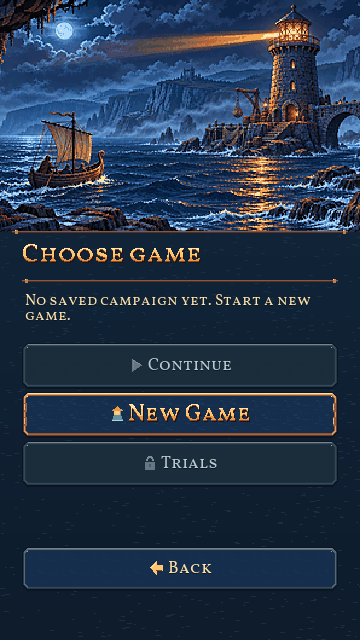 Choose game
No saved campaign yet. Start a new
game.
Continue
New Game
Trials
Back